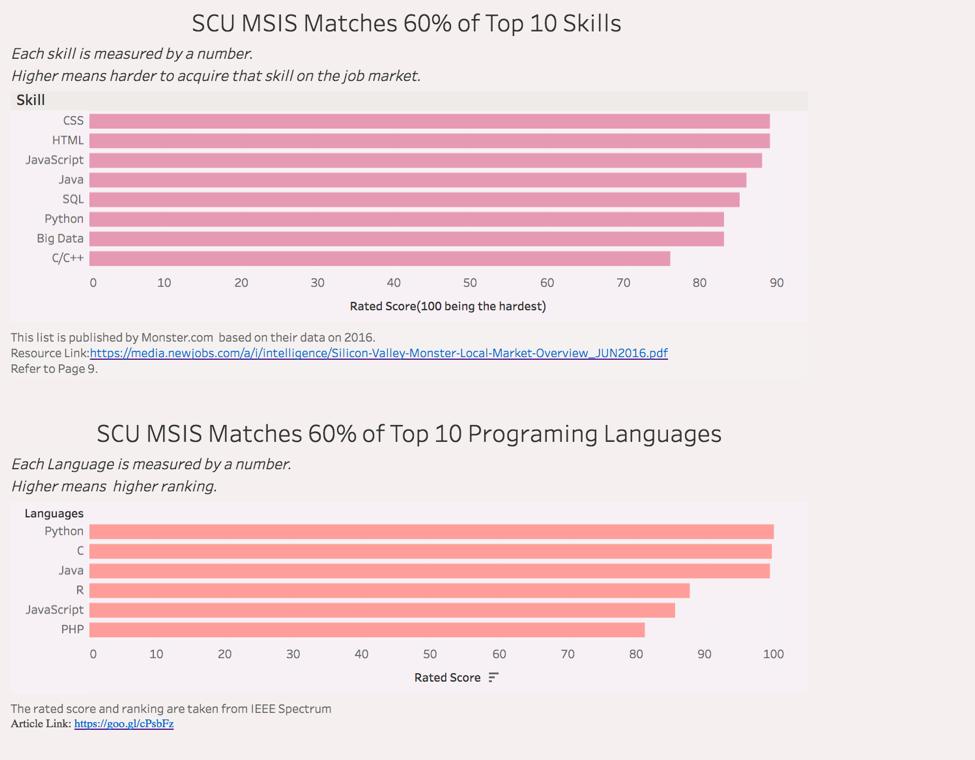 SCU MSIS Matches 60% of Top 10 Skills
Each skill is measured by a number.
Higher means harder to acquire that skill on the job market.
Skill
CSS
HTML
JavaScript
Java
SQL
Python
Big Data
C/C++
0 10 20 30 40 50 60 70 80 90
Rated Score(100 being the hardest)
This list is published by Monster.com based on their data on 2016.
Resource Link:https://media.newjobs.com/a/i/intelligence/Silicon-Valley-Monster-Local-Market-Overview_JUN2016.pdf
Refer to Page 9.
SCU MSIS Matches 60% of Top 10 Programing Languages
Each Language is measured by a number.
Higher means higher ranking.
Languages
Python
C
Java
R
JavaScript
PHP
0 10 20 30 40 50 60 70 80 90 100
Rated Score
The rated score and ranking are taken from IEEE Spectrum
Article Link: https://goo.gl/cPsbFz